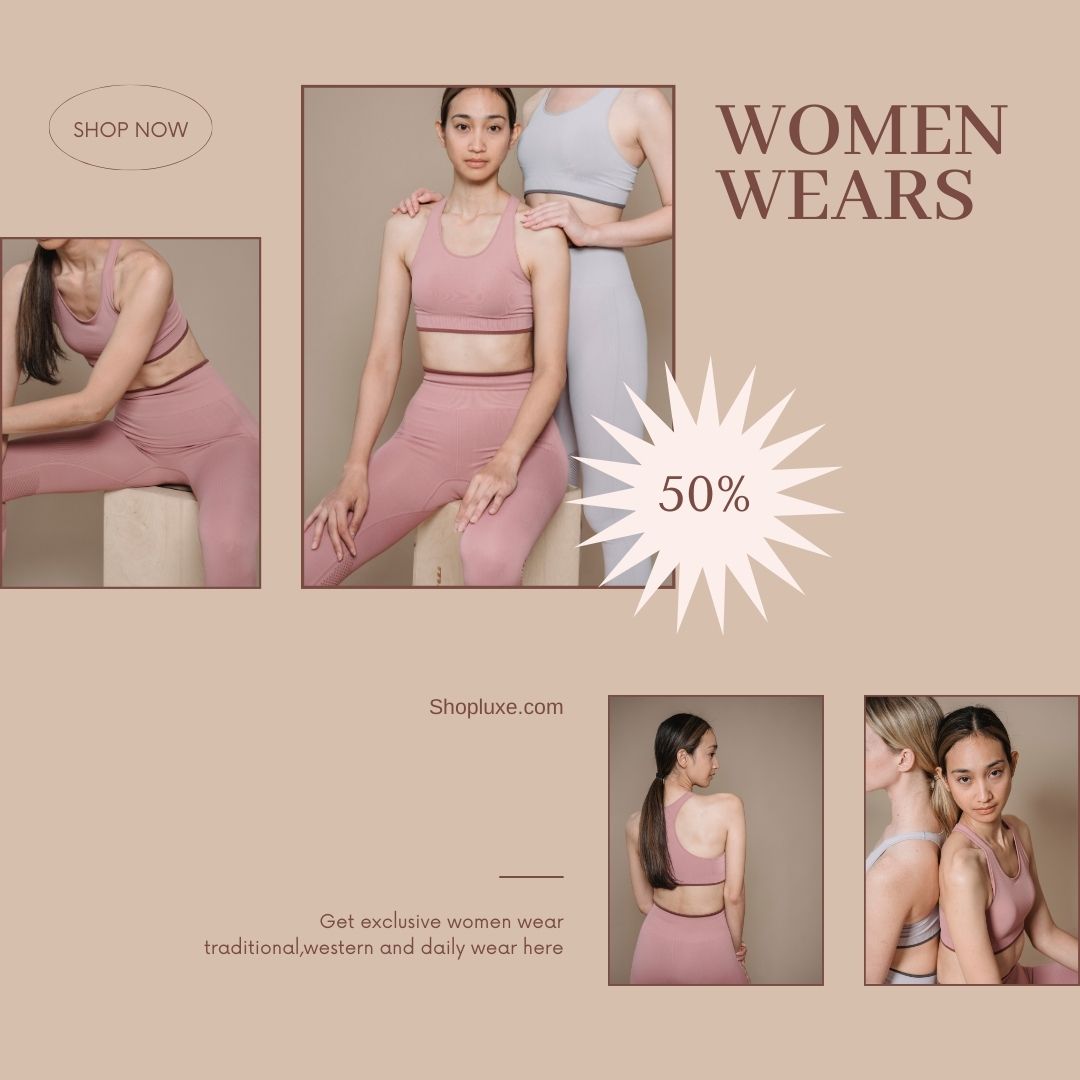 SHOP NOW
WOMEN
WEARS
50%
Shopluxe.com
Get exclusive women wear
traditional,western and daily wear here